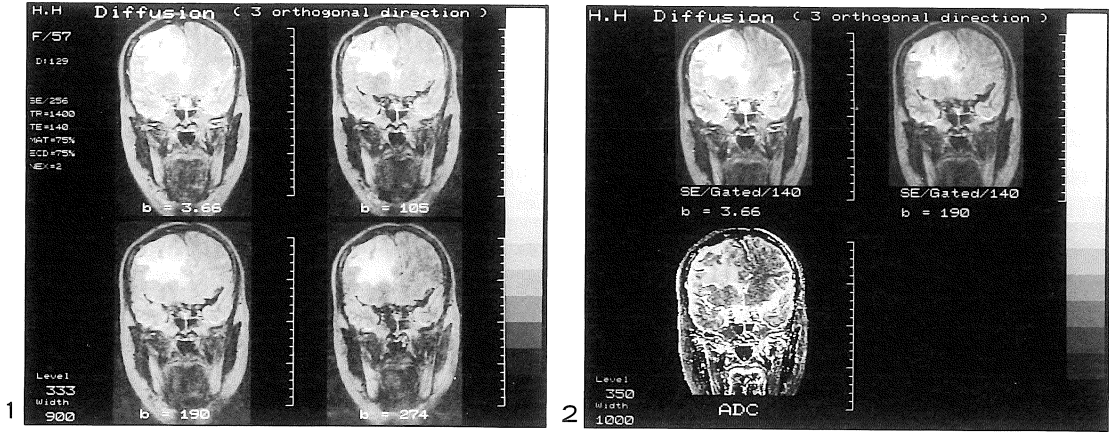 H.H Diffusion ( 3 orthogonal direction )
F/57
D:129
SE/256
TR=1400
TE=140
MAT=75%
ECD=75%
NEX=2
b = 3.66
b = 105
Level
333
Width
900
b = 190
b = 274
1
H.H Diffusion ( 3 orthogonal direction )
SE/Gated/140
SE/Gated/140
b = 3.66
b = 190
Level
350
Width
1000
ADC
2